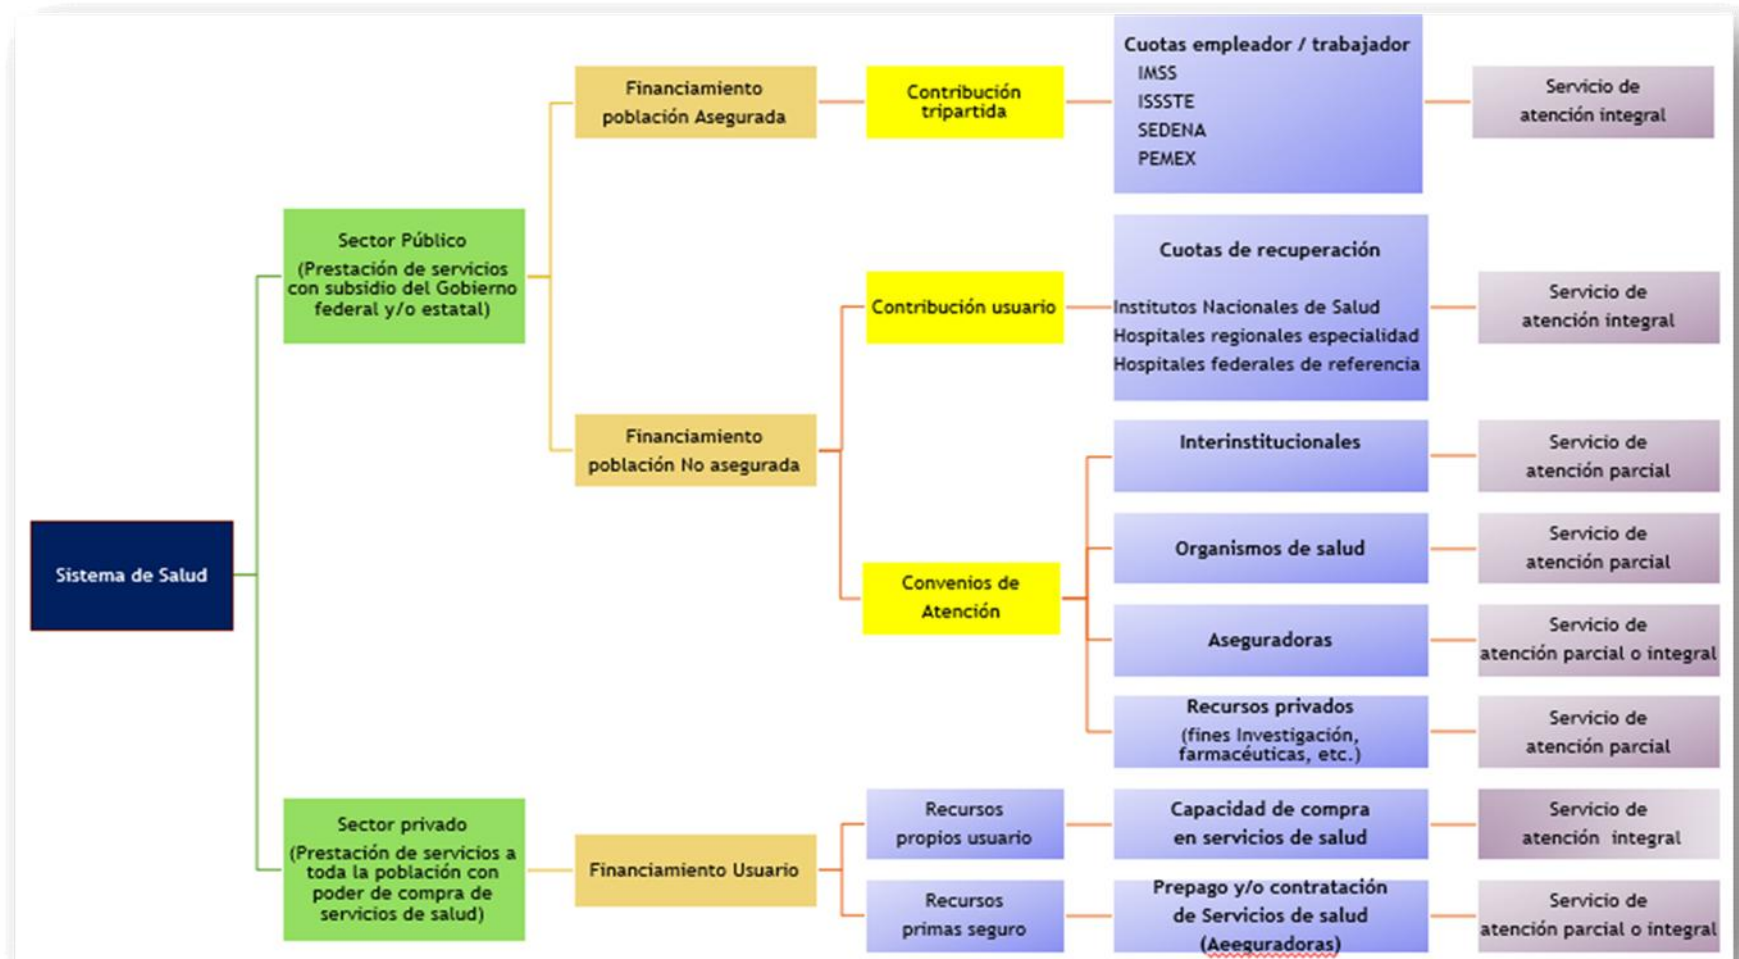 Cuotas empleador / trabajador
IMSS
ISSSTE
SEDENA
PEMEX
Financiamiento
población Asegurada
Contribución
tripartida
Servicio de
atención integral
Sector Público
(Prestación de servicios
con subsidio del Gobierno
federal y/o estatal)
Cuotas de recuperación
Institutos Nacionales de Salud
Hospitales regionales especialidad
Hospitales federales de referencia
Contribución usuario
Servicio de
atención integral
Financiamiento
población No asegurada
Interinstitucionales
Servicio de
atención parcial
Organismos de salud
Servicio de
atención parcial
Sistema de Salud
Convenios de
Atención
Aseguradoras
Servicio de
atención parcial o integral
Recursos privados
(fines Investigación,
farmacéuticas, etc.)
Servicio de
atención parcial
Sector privado
(Prestación de servicios a
toda la población con
poder de compra de
servicios de salud)
Financiamiento Usuario
Recursos
propios usuario
Capacidad de compra
en servicios de salud
Servicio de
atención integral
Recursos
primas seguro
Prepago y/o contratación
de Servicios de salud
(Aeeguradoras)
Servicio de
atención parcial o integral